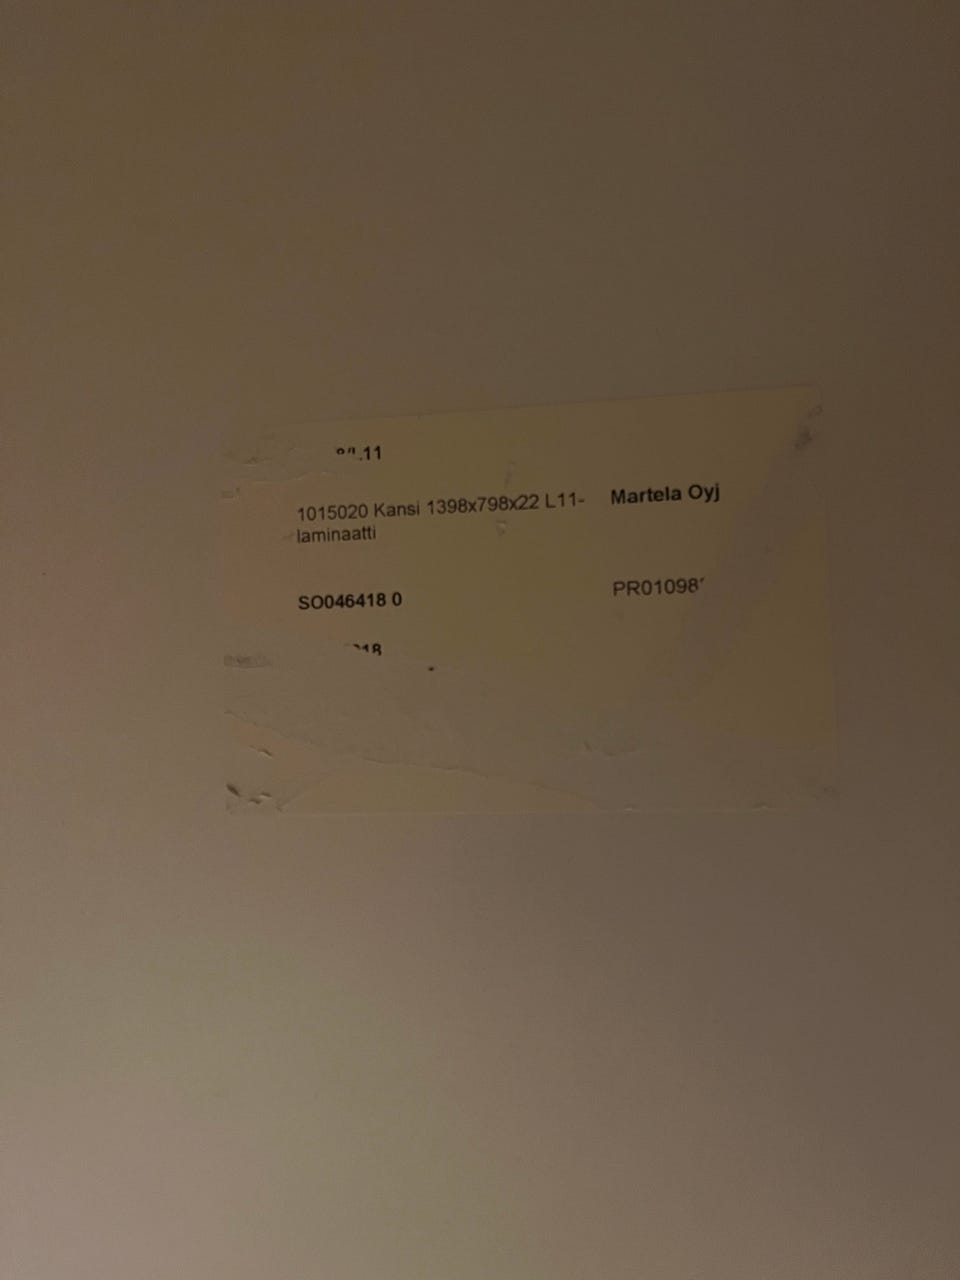 1015020 Kansi 1398x798x22 L11-
laminaatti
Martela Oyj
SO046418 0